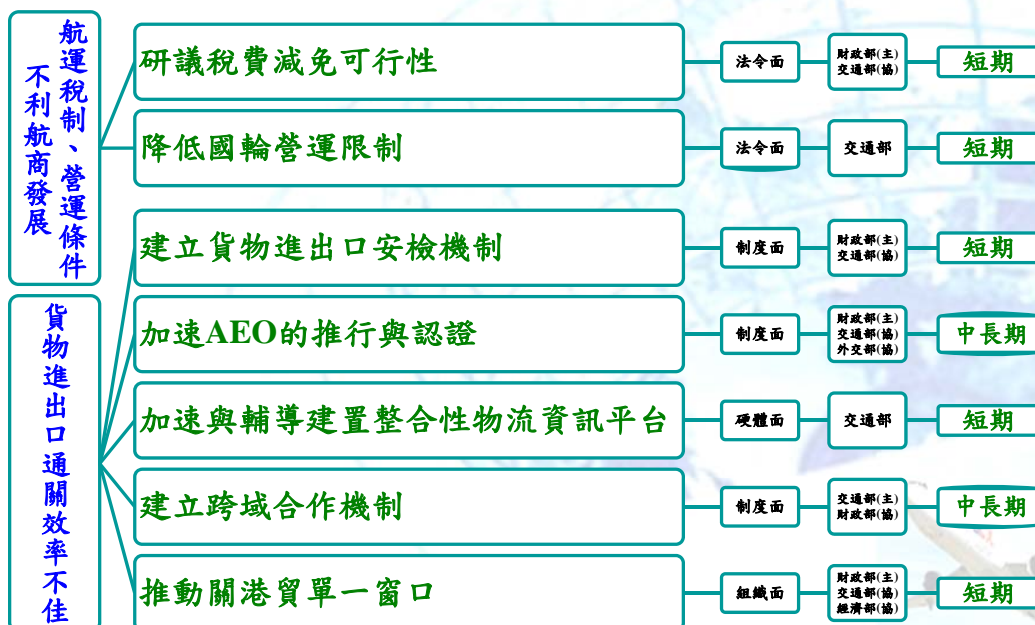 航運稅制、營運條件
不利航商發展
研議稅費減免可行性
法令面
財政部(主)
交通部(協)
短期
降低國輪營運限制
法令面
交通部
短期
貨物進出口通關效率不佳
建立貨物進出口安檢機制
制度面
財政部(主)
交通部(協)
短期
加速AEO的推行與認證
制度面
財政部(主)
交通部(協)
外交部(協)
中長期
加速與輔導建置整合性物流資訊平台
硬體面
交通部
短期
建立跨域合作機制
制度面
交通部(主)
財政部(協)
中長期
推動關港貿單一窗口
組織面
財政部(主)
交通部(協)
經濟部(協)
短期